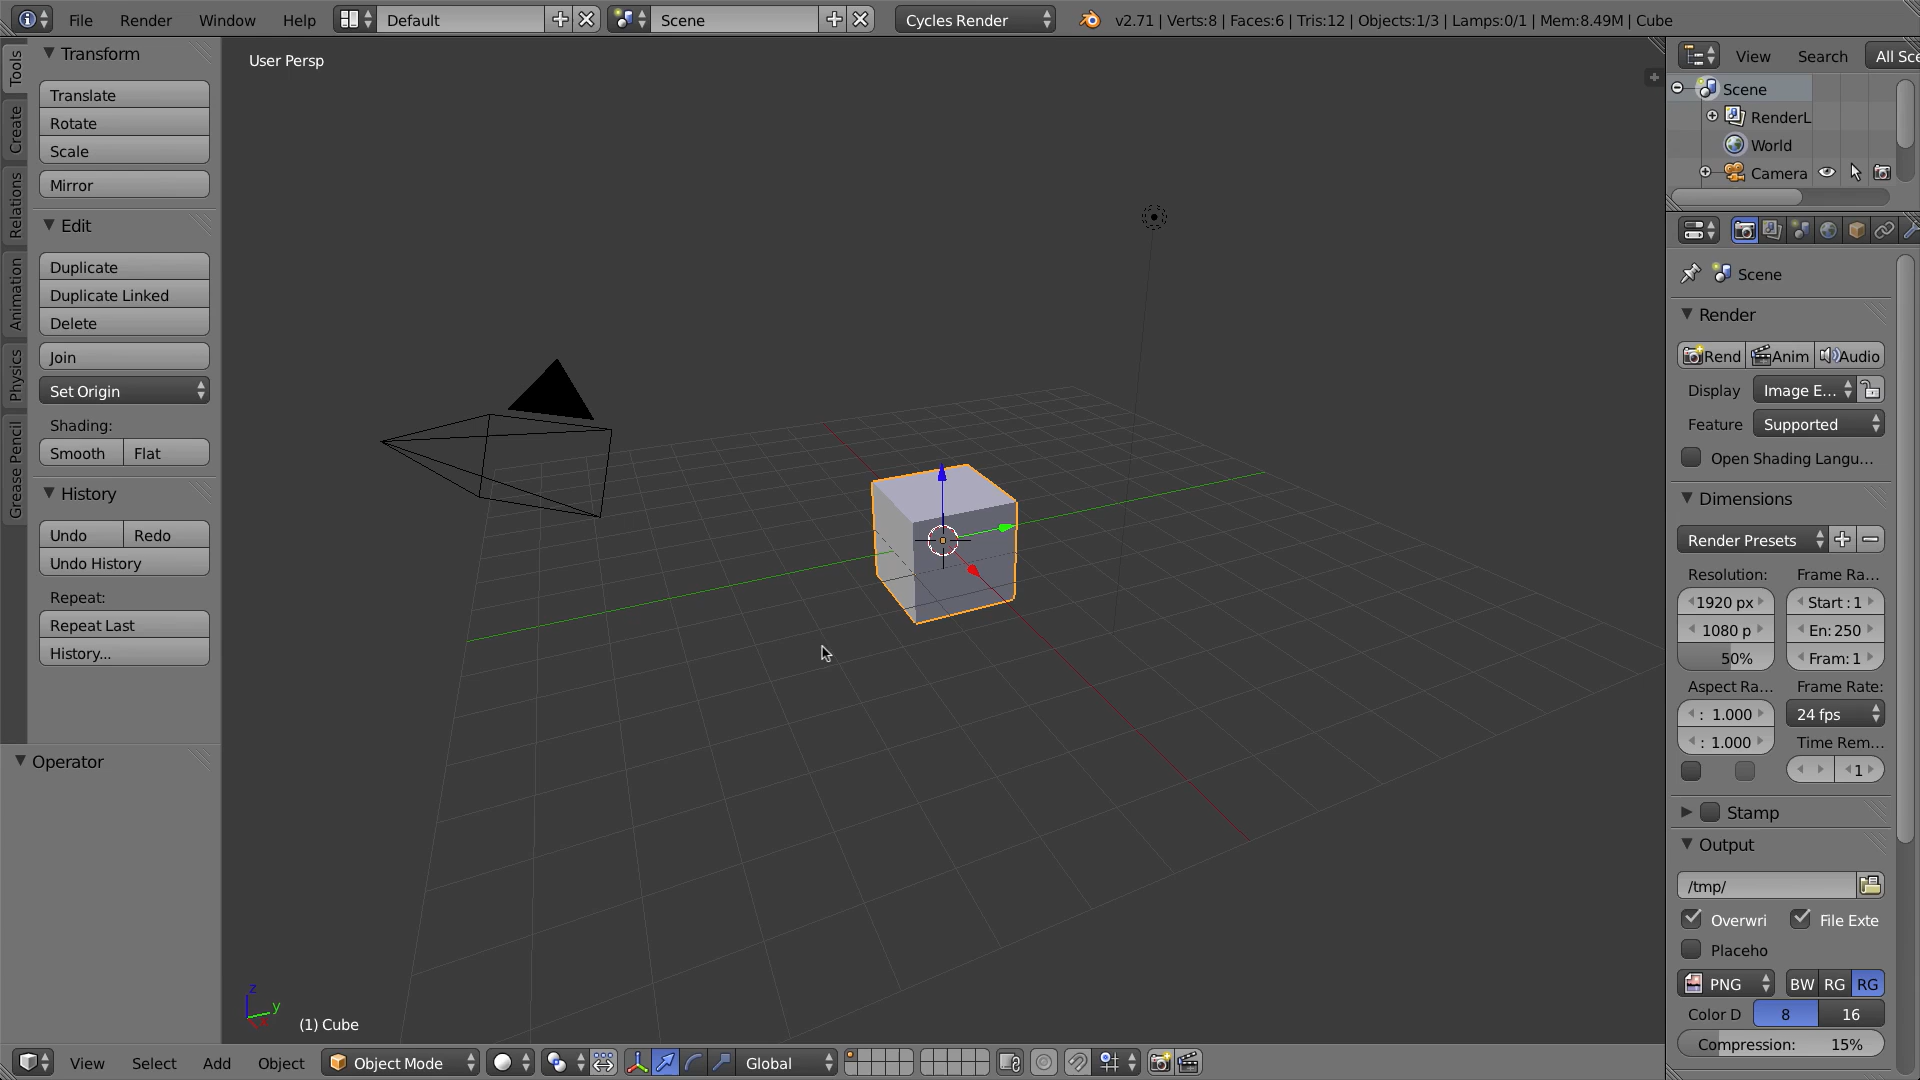 File Render Window Help Default Scene Cycles Render v2.71 | Verts:8 | Faces:6 | Tris:12 | Objects:1/3 | Lamps:0/1 | Mem:8.49M | Cube
Tools
Create
Relations
Animation
Physics
Grease Pencil
Transform
Translate
Rotate
Scale
Mirror
Edit
Duplicate
Duplicate Linked
Delete
Join
Set Origin
Shading:
Smooth Flat
History
Undo Redo
Undo History
Repeat:
Repeat Last
History...
Operator
User Persp
z
y
x
(1) Cube
View Select Add Object Object Mode Global
View Search All Sce
Scene
RenderL
World
Camera
Scene
Render
Rend Anim Audio
Display Image E...
Feature Supported
Open Shading Langu...
Dimensions
Render Presets
Resolution: Frame Ra...
1920 px Start : 1
1080 p En: 250
50% Fram: 1
Aspect Ra... Frame Rate:
: 1.000 24 fps
: 1.000 Time Rem...
1
Stamp
Output
/tmp/
Overwri File Exte
Placeho
PNG BW RG RG
Color D 8 16
Compression: 15%